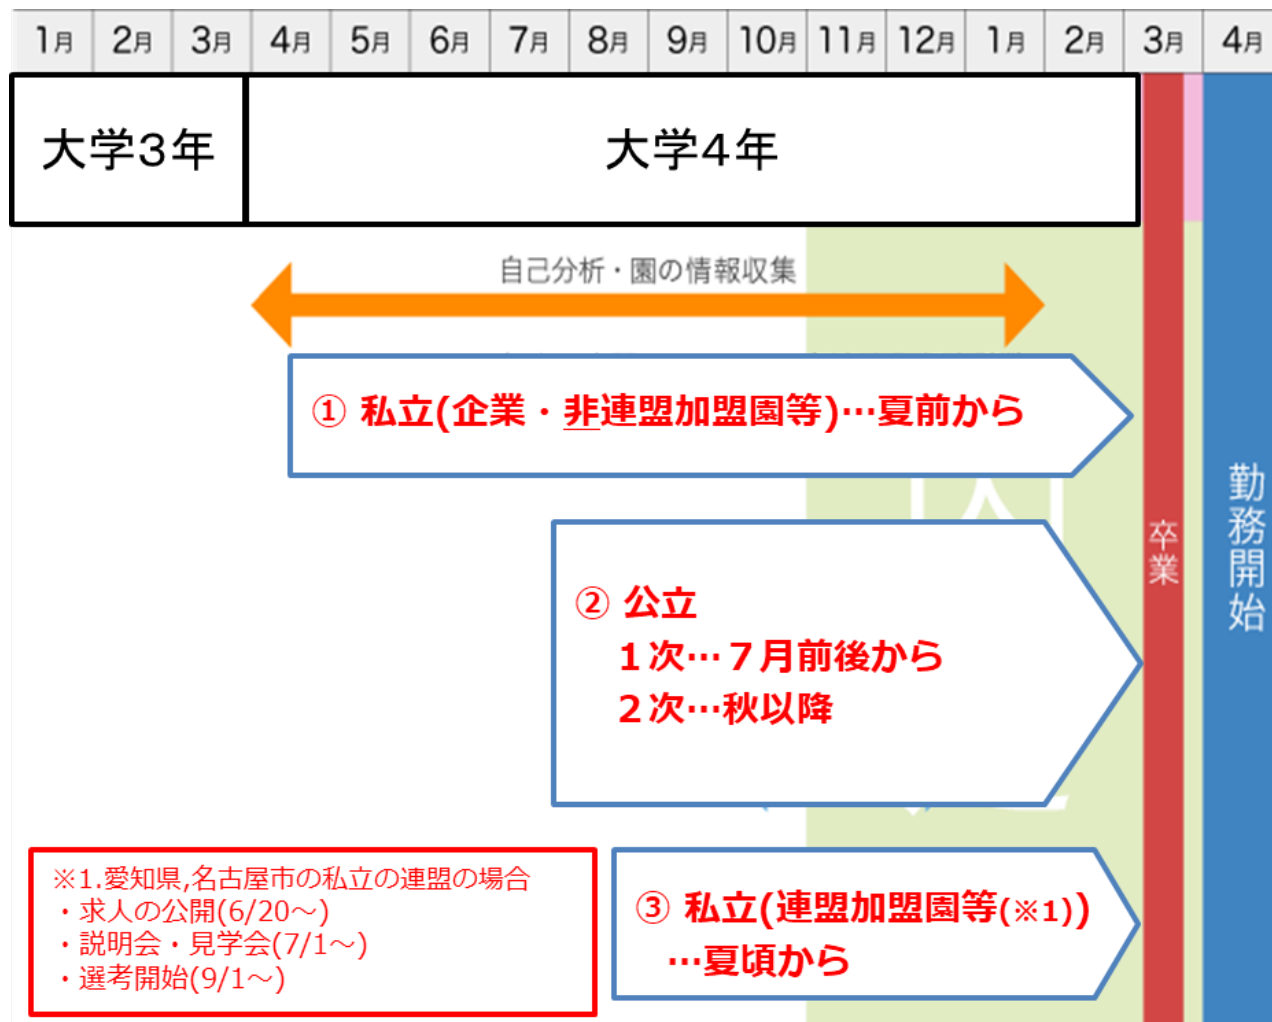 1月 2月 3月 4月 5月 6月 7月 8月 9月 10月 11月 12月 1月 2月 3月 4月
大学３年 大学４年
自己分析・園の情報収集
① 私立(企業・非連盟加盟園等)…夏前から
② 公立
１次…７月前後から
２次…秋以降
卒業
勤務開始
※1.愛知県,名古屋市の私立の連盟の場合
・求人の公開(6/20～)
・説明会・見学会(7/1～)
・選考開始(9/1～)
③ 私立(連盟加盟園等(※1))
…夏頃から